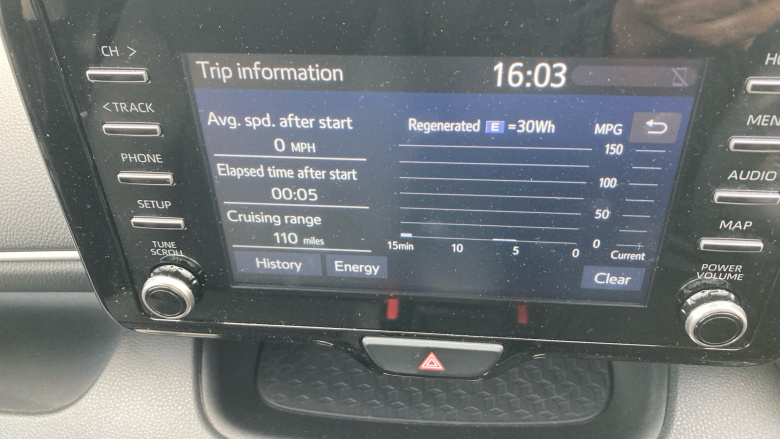 CH >
< TRACK
PHONE
SETUP
TUNE
SCROLL
Trip information
16:03
Avg. spd. after start
0 MPH
Elapsed time after start
00:05
Cruising range
110 miles
History
Energy
Regenerated E =30Wh
MPG
150
100
50
0
15min 10 5 0
Current
Clear
HO
MEN
AUDIO
MAP
POWER
VOLUME